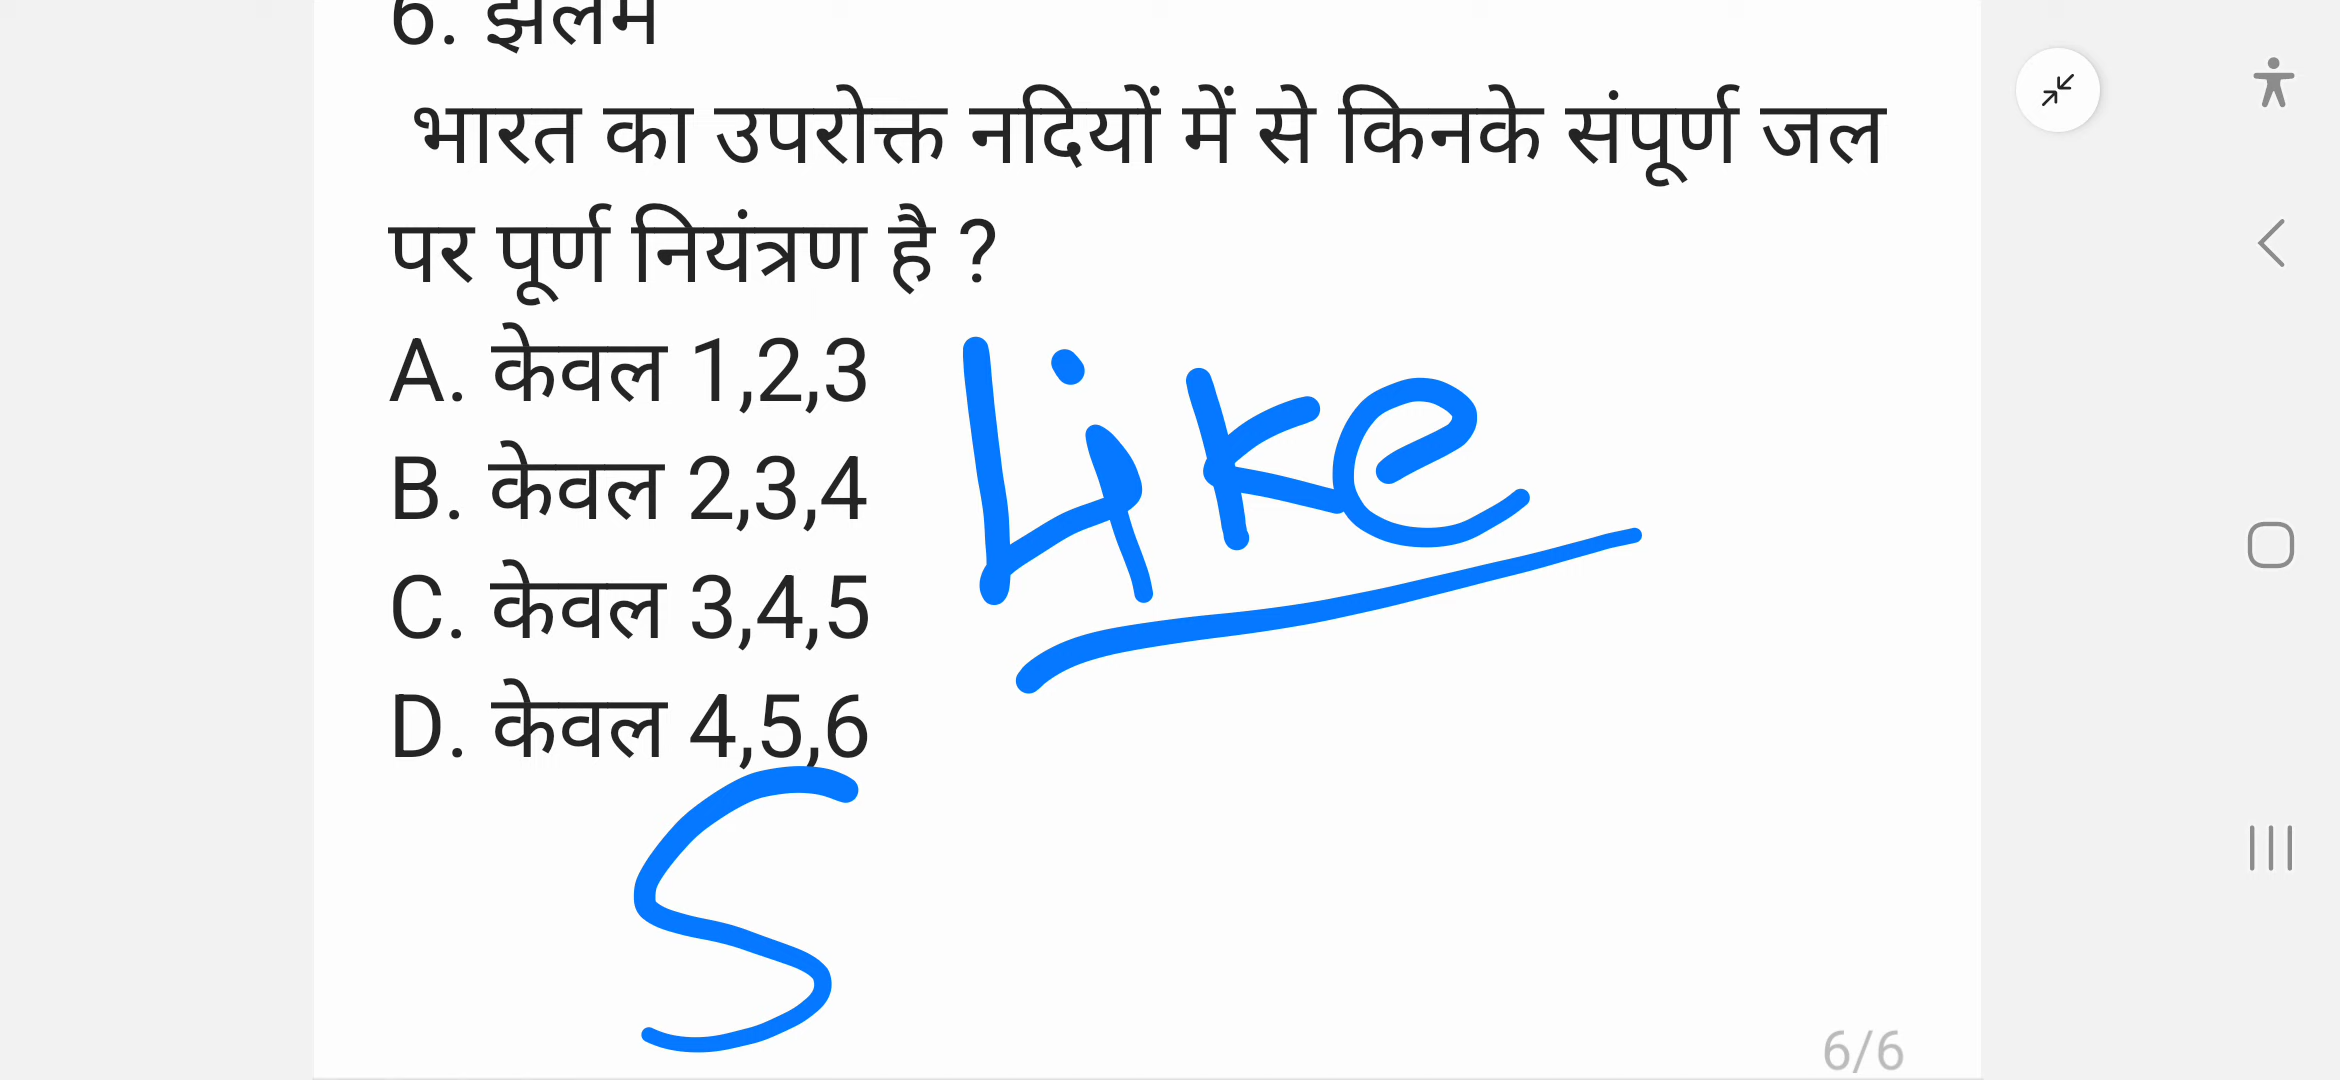 6. झेलम
भारत का उपरोक्त नदियों में से किनके संपूर्ण जल
पर पूर्ण नियंत्रण है ?
A. केवल 1,2,3
B. केवल 2,3,4
C. केवल 3,4,5
D. केवल 4,5,6
Like
S
6/6